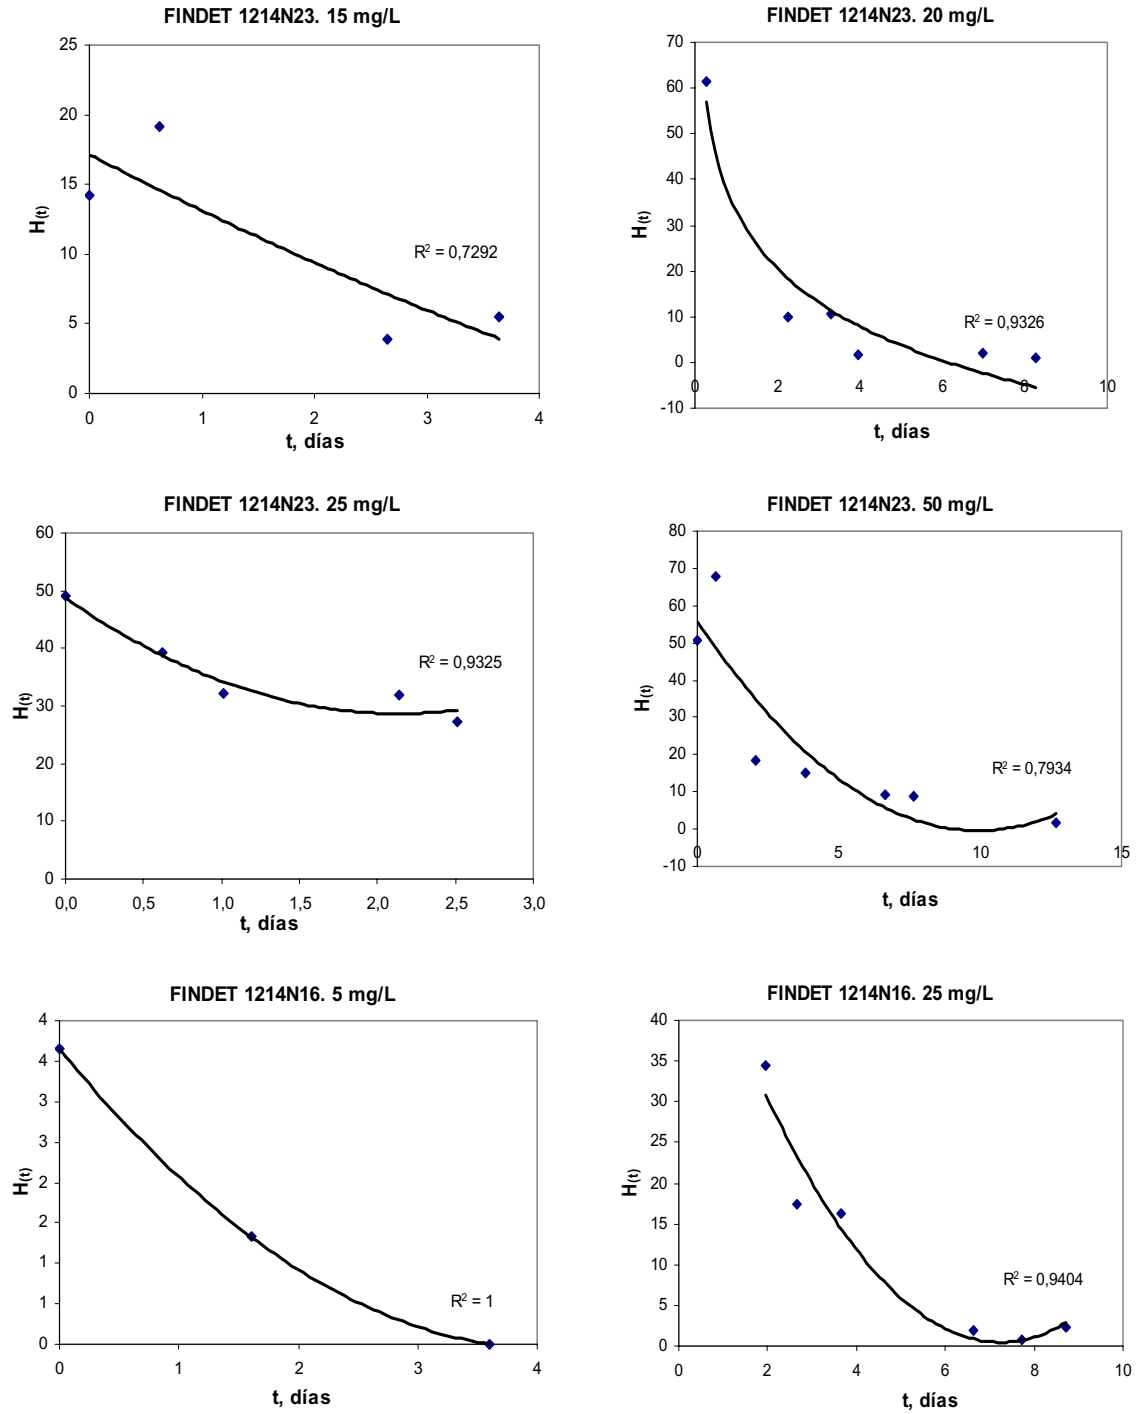 FINDET 1214N23. 15 mg/L
25
20
15
10
5
0
H(t)
R² = 0,7292
0 1 2 3 4
t, días
FINDET 1214N23. 20 mg/L
70
60
50
40
30
20
10
0
-10
H(t)
R² = 0,9326
0 2 4 6 8 10
t, días
FINDET 1214N23. 25 mg/L
60
50
40
30
20
10
0
H(t)
R² = 0,9325
0,0 0,5 1,0 1,5 2,0 2,5 3,0
t, días
FINDET 1214N23. 50 mg/L
80
70
60
50
40
30
20
10
0
-10
H(t)
R² = 0,7934
0 5 10 15
t, días
FINDET 1214N16. 5 mg/L
4
4
3
3
2
2
1
1
0
H(t)
R² = 1
0 1 2 3 4
t, días
FINDET 1214N16. 25 mg/L
40
35
30
25
20
15
10
5
0
H(t)
R² = 0,9404
0 2 4 6 8 10
t, días